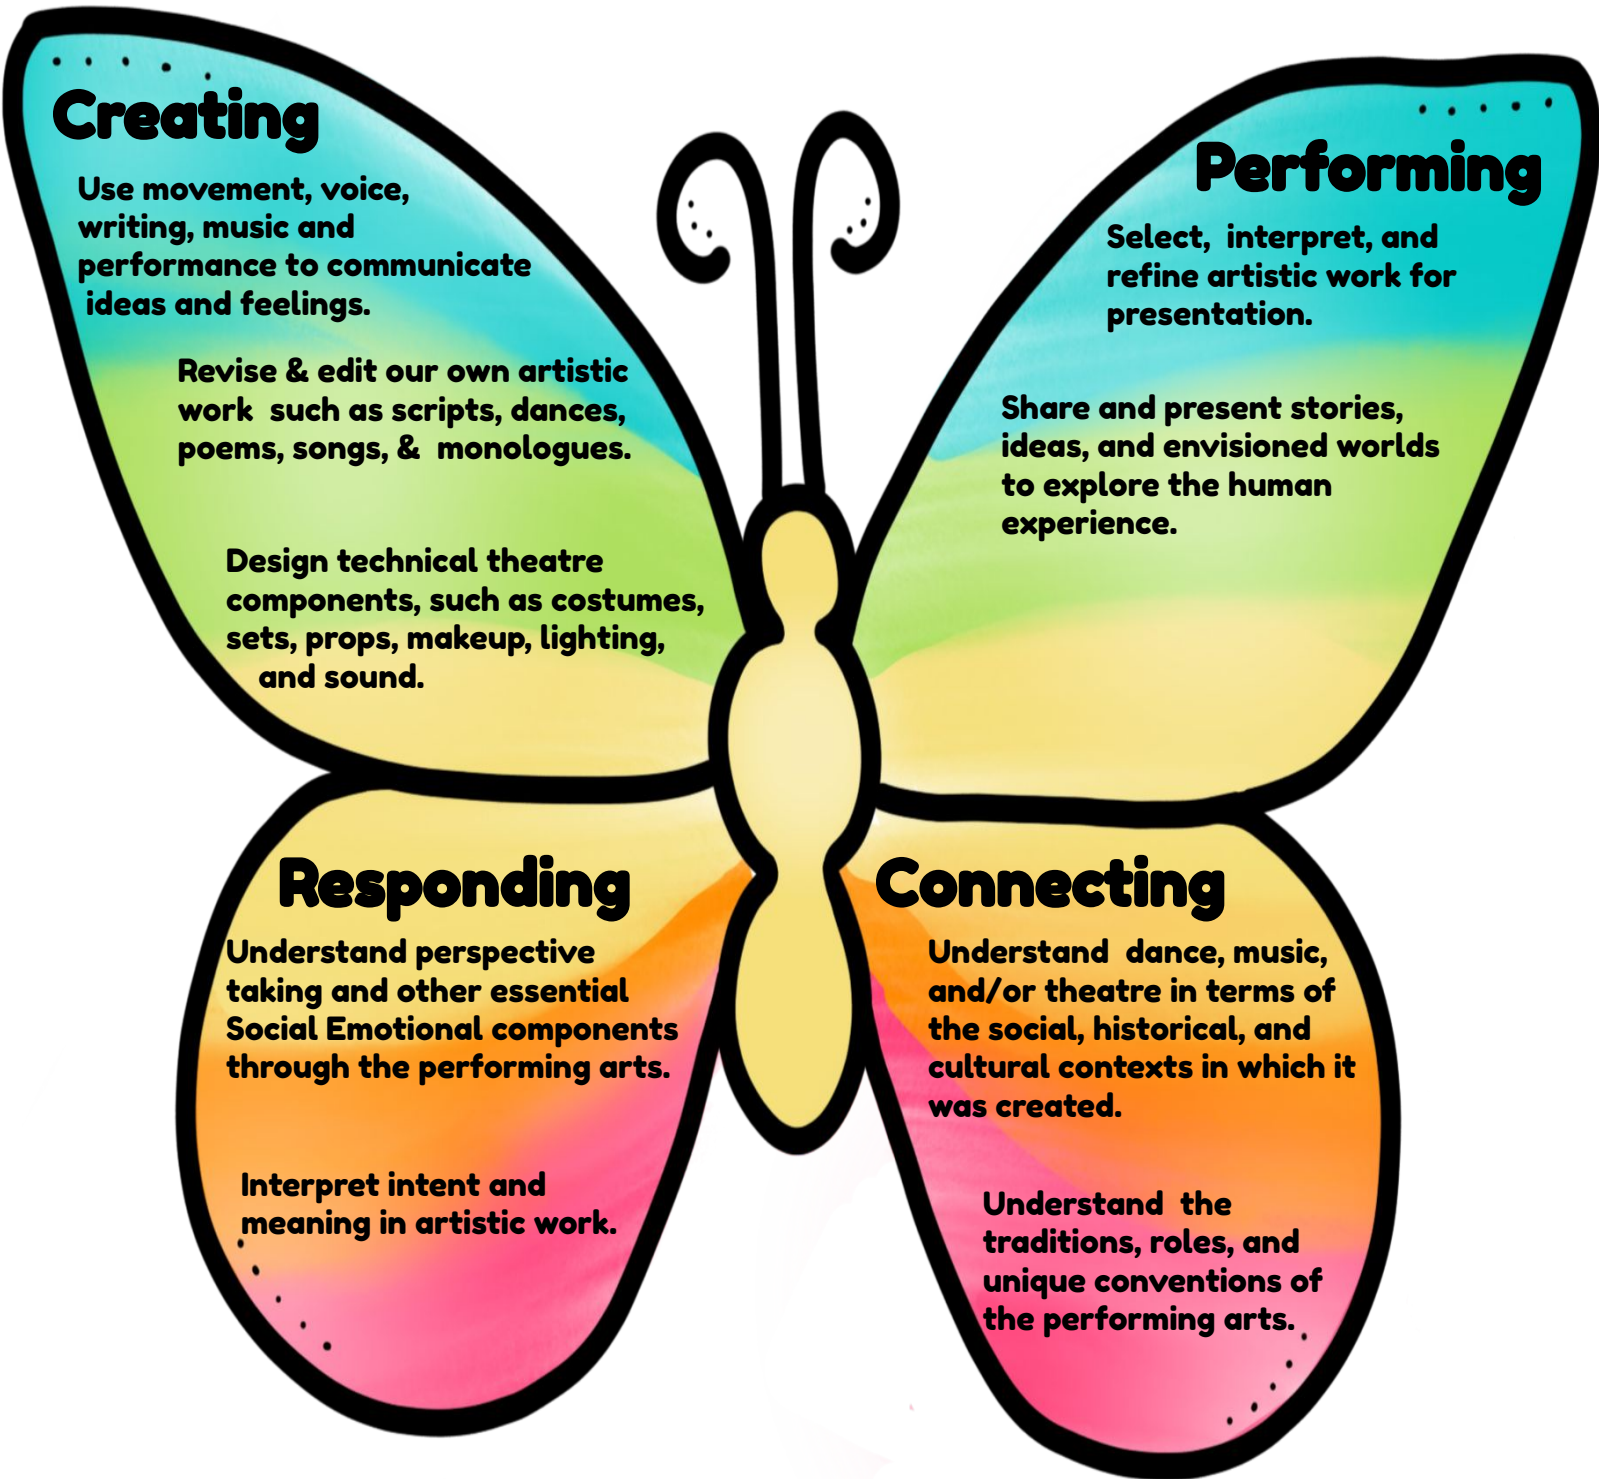 Creating
Use movement, voice,
writing, music and
performance to communicate
ideas and feelings.
Revise & edit our own artistic
work such as scripts, dances,
poems, songs, & monologues.
Design technical theatre
components, such as costumes,
sets, props, makeup, lighting,
and sound.
Performing
Select, interpret, and
refine artistic work for
presentation.
Share and present stories,
ideas, and envisioned worlds
to explore the human
experience.
Responding
Understand perspective
taking and other essential
Social Emotional components
through the performing arts.
Interpret intent and
meaning in artistic work.
Connecting
Understand dance, music,
and/or theatre in terms of
the social, historical, and
cultural contexts in which it
was created.
Understand the
traditions, roles, and
unique conventions of
the performing arts.